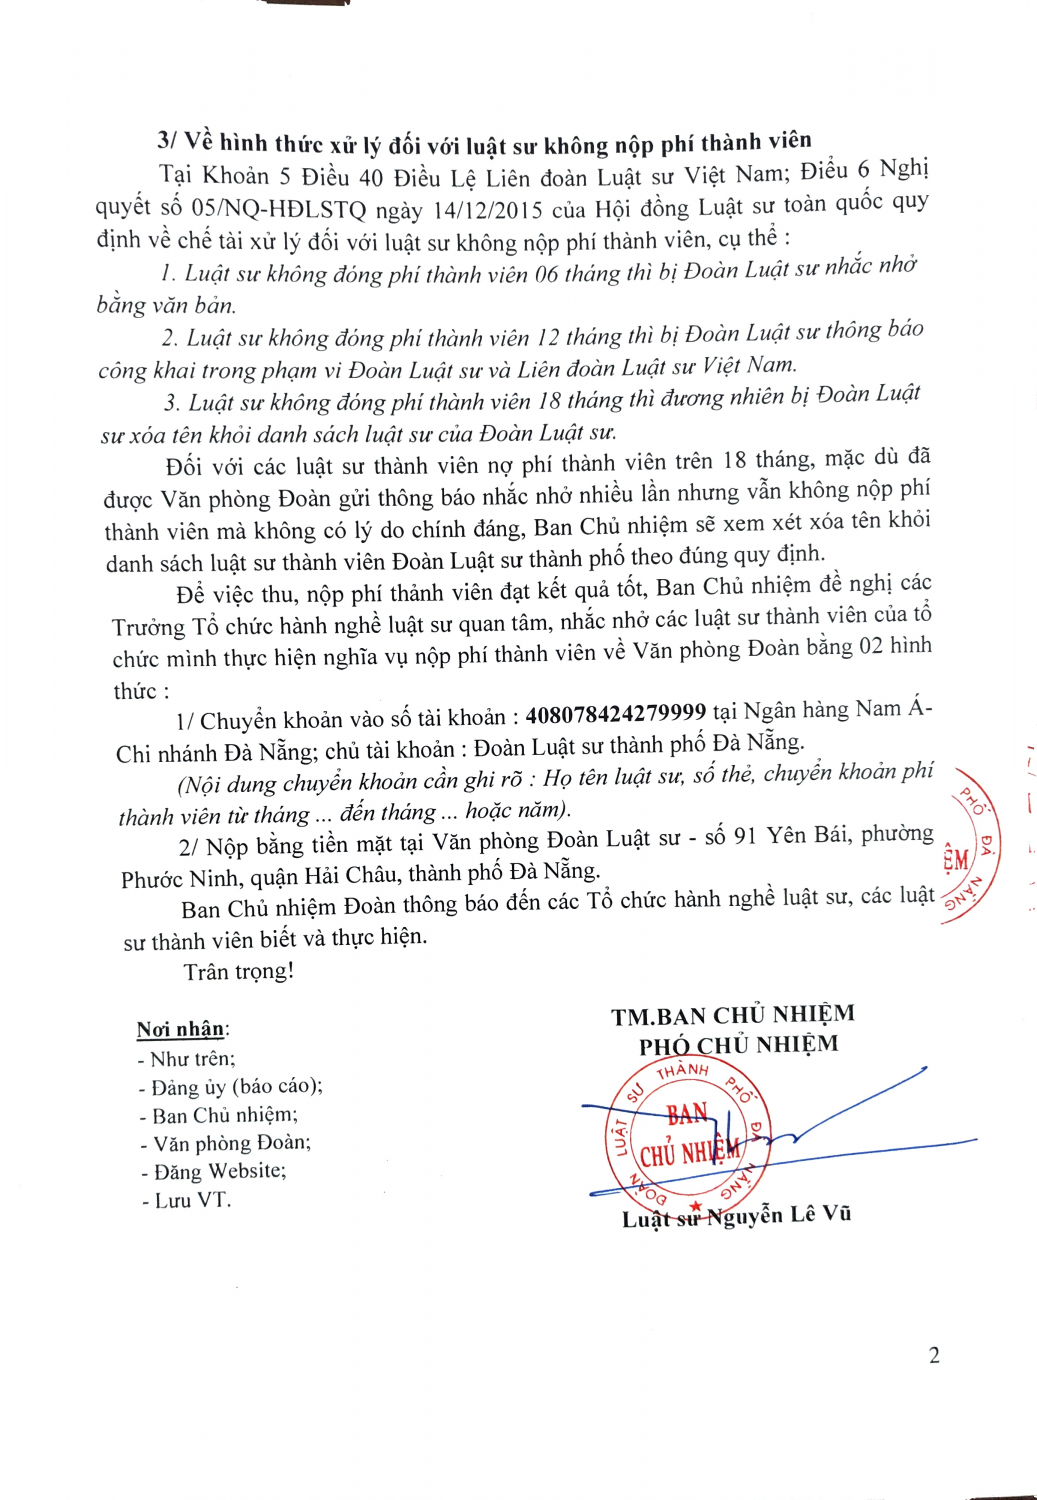 3/ Về hình thức xử lý đối với luật sư không nộp phí thành viên
Tại Khoản 5 Điều 40 Điều Lệ Liên đoàn Luật sư Việt Nam; Điểu 6 Nghị
quyết số 05/NQ-HĐLSTQ ngày 14/12/2015 của Hội đồng Luật sư toàn quốc quy
định về chế tài xử lý đối với luật sư không nộp phí thành viên, cụ thể :
1. Luật sư không đóng phí thành viên 06 tháng thì bị Đoàn Luật sư nhắc nhở
bằng văn bản.
2. Luật sư không đóng phí thành viên 12 tháng thì bị Đoàn Luật sư thông báo
công khai trong phạm vi Đoàn Luật sư và Liên đoàn Luật sư Việt Nam.
3. Luật sư không đóng phí thành viên 18 tháng thì đương nhiên bị Đoàn Luật
sư xóa tên khỏi danh sách luật sư của Đoàn Luật sư.
Đối với các luật sư thành viên nợ phí thành viên trên 18 tháng, mặc dù đã
được Văn phòng Đoàn gửi thông báo nhắc nhở nhiều lần nhưng vẫn không nộp phí
thành viên mà không có lý do chính đáng, Ban Chủ nhiệm sẽ xem xét xóa tên khỏi
danh sách luật sư thành viên Đoàn Luật sư thành phố theo đúng quy định.
Để việc thu, nộp phí thảnh viên đạt kết quả tốt, Ban Chủ nhiệm đề nghị các
Trưởng Tổ chức hành nghề luật sư quan tâm, nhắc nhở các luật sư thành viên của tổ
chức mình thực hiện nghĩa vụ nộp phí thành viên về Văn phòng Đoàn bằng 02 hình
thức :
1/ Chuyển khoản vào số tài khoản : 408078424279999 tại Ngân hàng Nam Á-
Chi nhánh Đà Nẵng; chủ tài khoản : Đoàn Luật sư thành phố Đà Nẵng.
(Nội dung chuyển khoản cần ghi rõ : Họ tên luật sư, số thẻ, chuyển khoản phí
thành viên từ tháng ... đến tháng ... hoặc năm).
2/ Nộp bằng tiền mặt tại Văn phòng Đoàn Luật sư - số 91 Yên Bái, phường
Phước Ninh, quận Hải Châu, thành phố Đà Nẵng.
PHỐ ĐÀ NẴNG
ỆM
Ban Chủ nhiệm Đoàn thông báo đến các Tổ chức hành nghề luật sư, các luật
sư thành viên biết và thực hiện.
Trân trọng!
Nơi nhận:
- Như trên;
- Đảng ủy (báo cáo);
- Ban Chủ nhiệm;
- Văn phòng Đoàn;
- Đăng Website;
- Lưu VT.
TM.BAN CHỦ NHIỆM
PHÓ CHỦ NHIỆM
ĐOÀN LUẬT SƯ THÀNH PHỐ ĐÀ NẴNG
BAN
CHỦ NHIỆM
Luật sư Nguyễn Lê Vũ
2